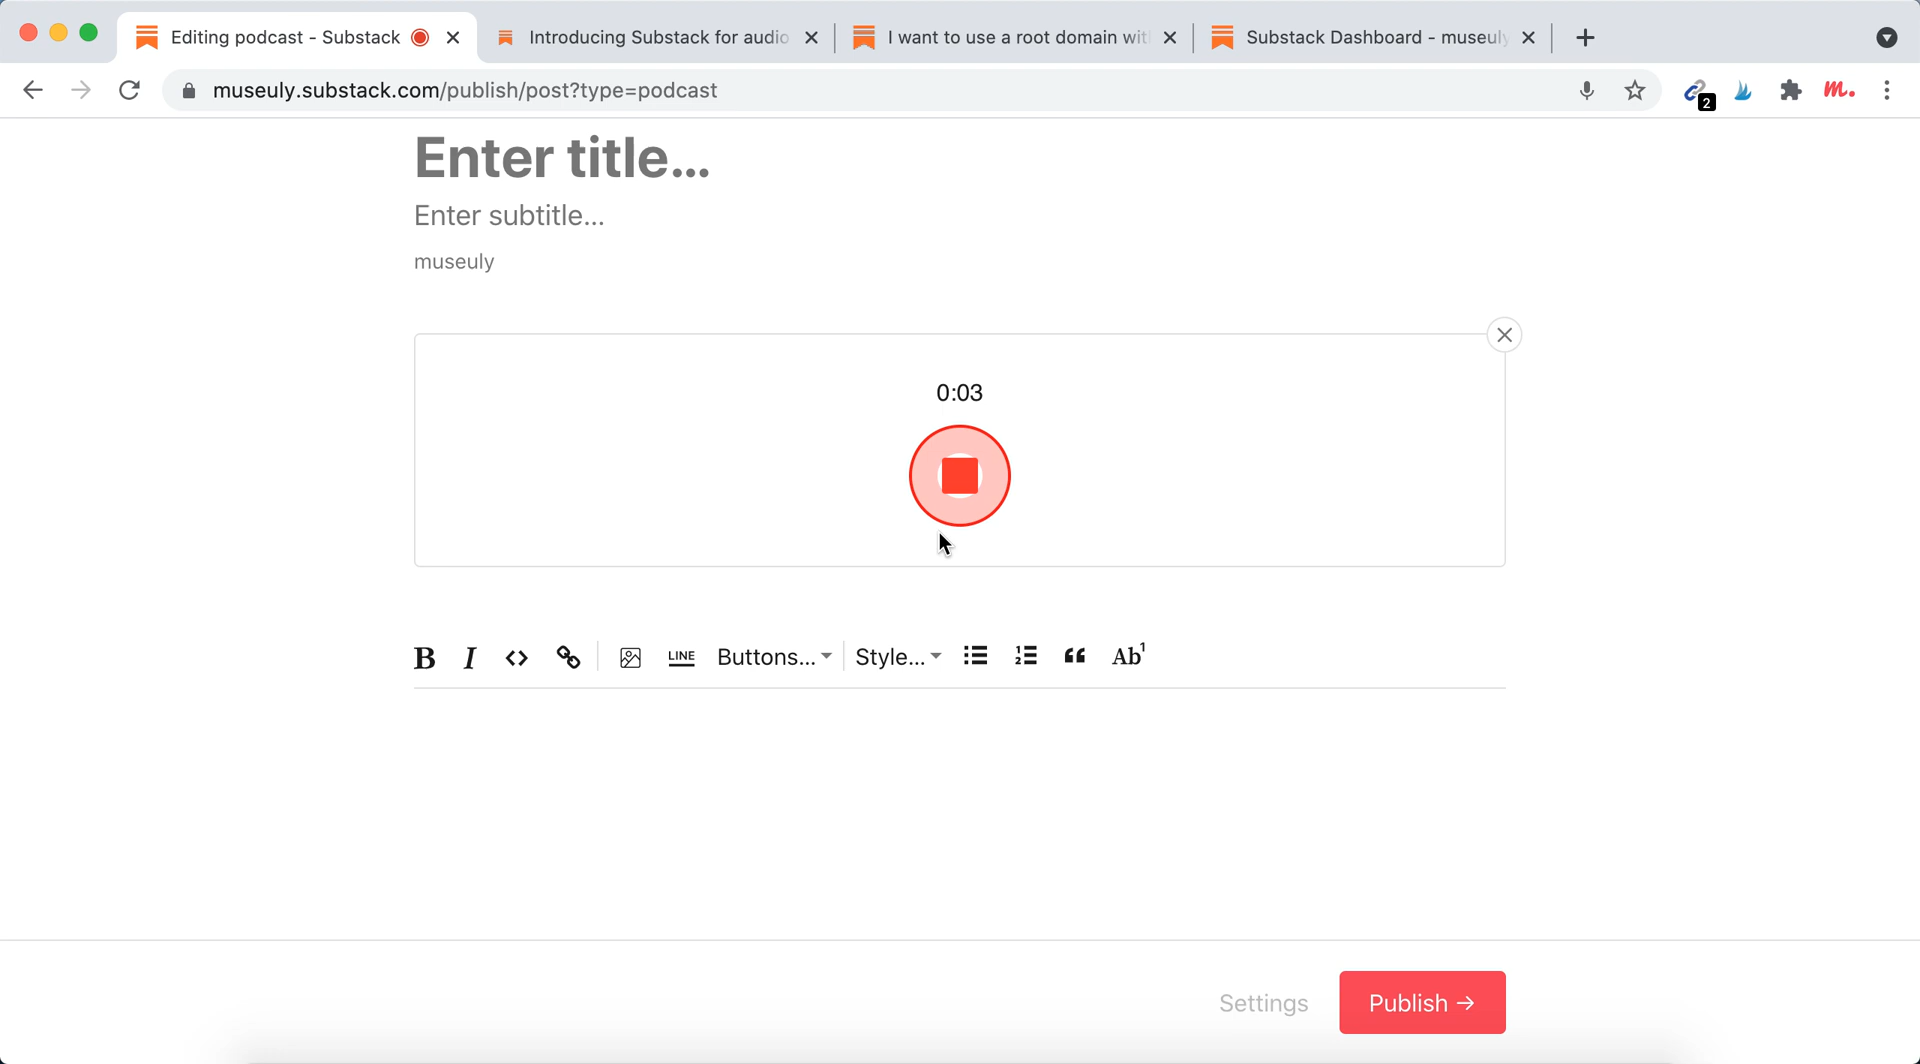 Editing podcast - Substack
Introducing Substack for audio
I want to use a root domain wit
Substack Dashboard - museuly
museuly.substack.com/publish/post?type=podcast
2
m.
Enter title...
Enter subtitle...
museuly
0:03
B I <> LINE Buttons... Style... Ab1
Settings
Publish →